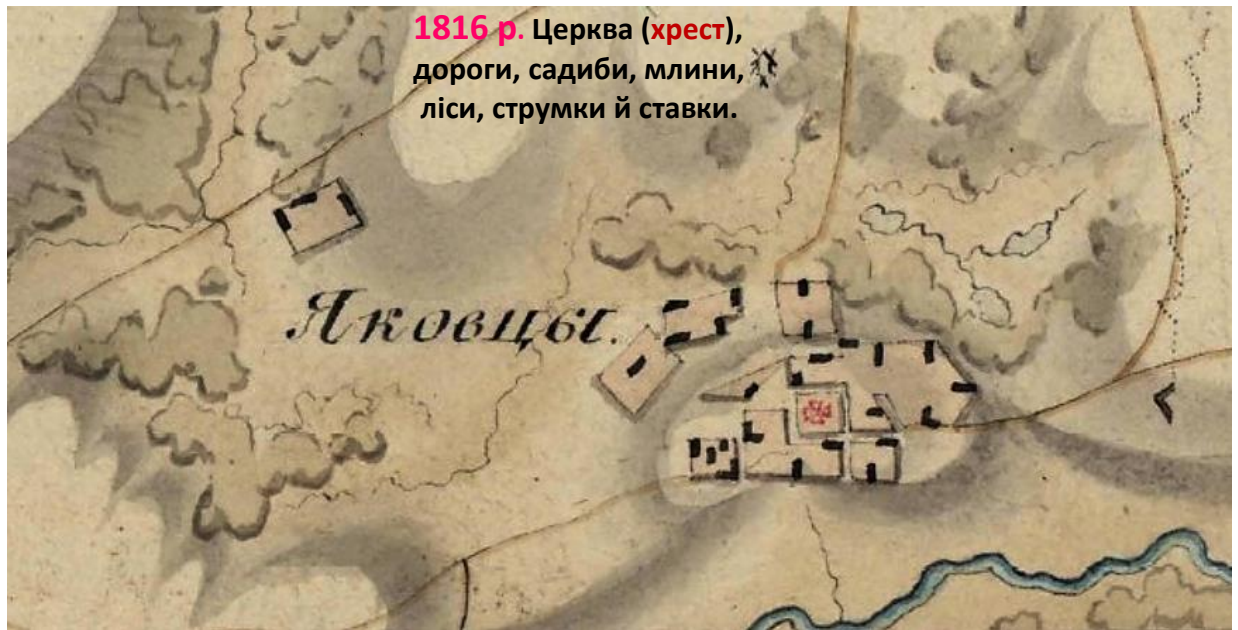 1816 р. Церква (хрест),
дороги, садиби, млини,
ліси, струмки й ставки.
Яковцы.